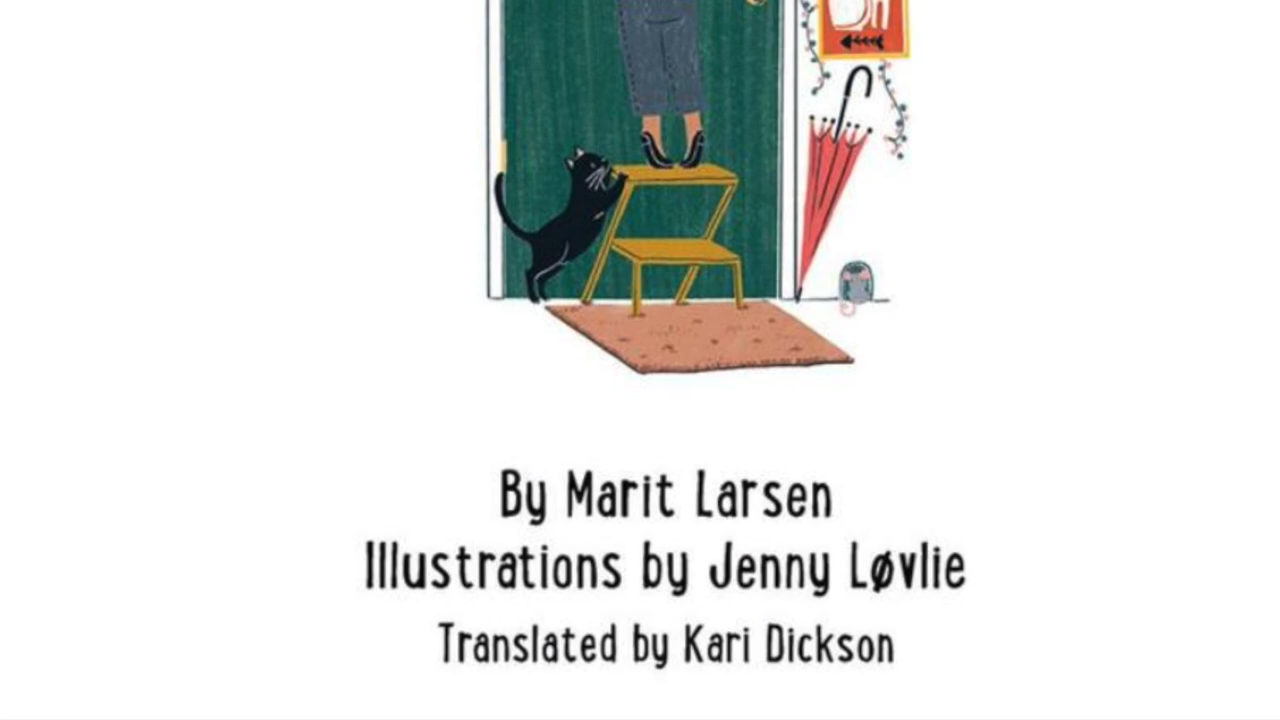 By Marit Larsen
Illustrations by Jenny Løvlie
Translated by Kari Dickson